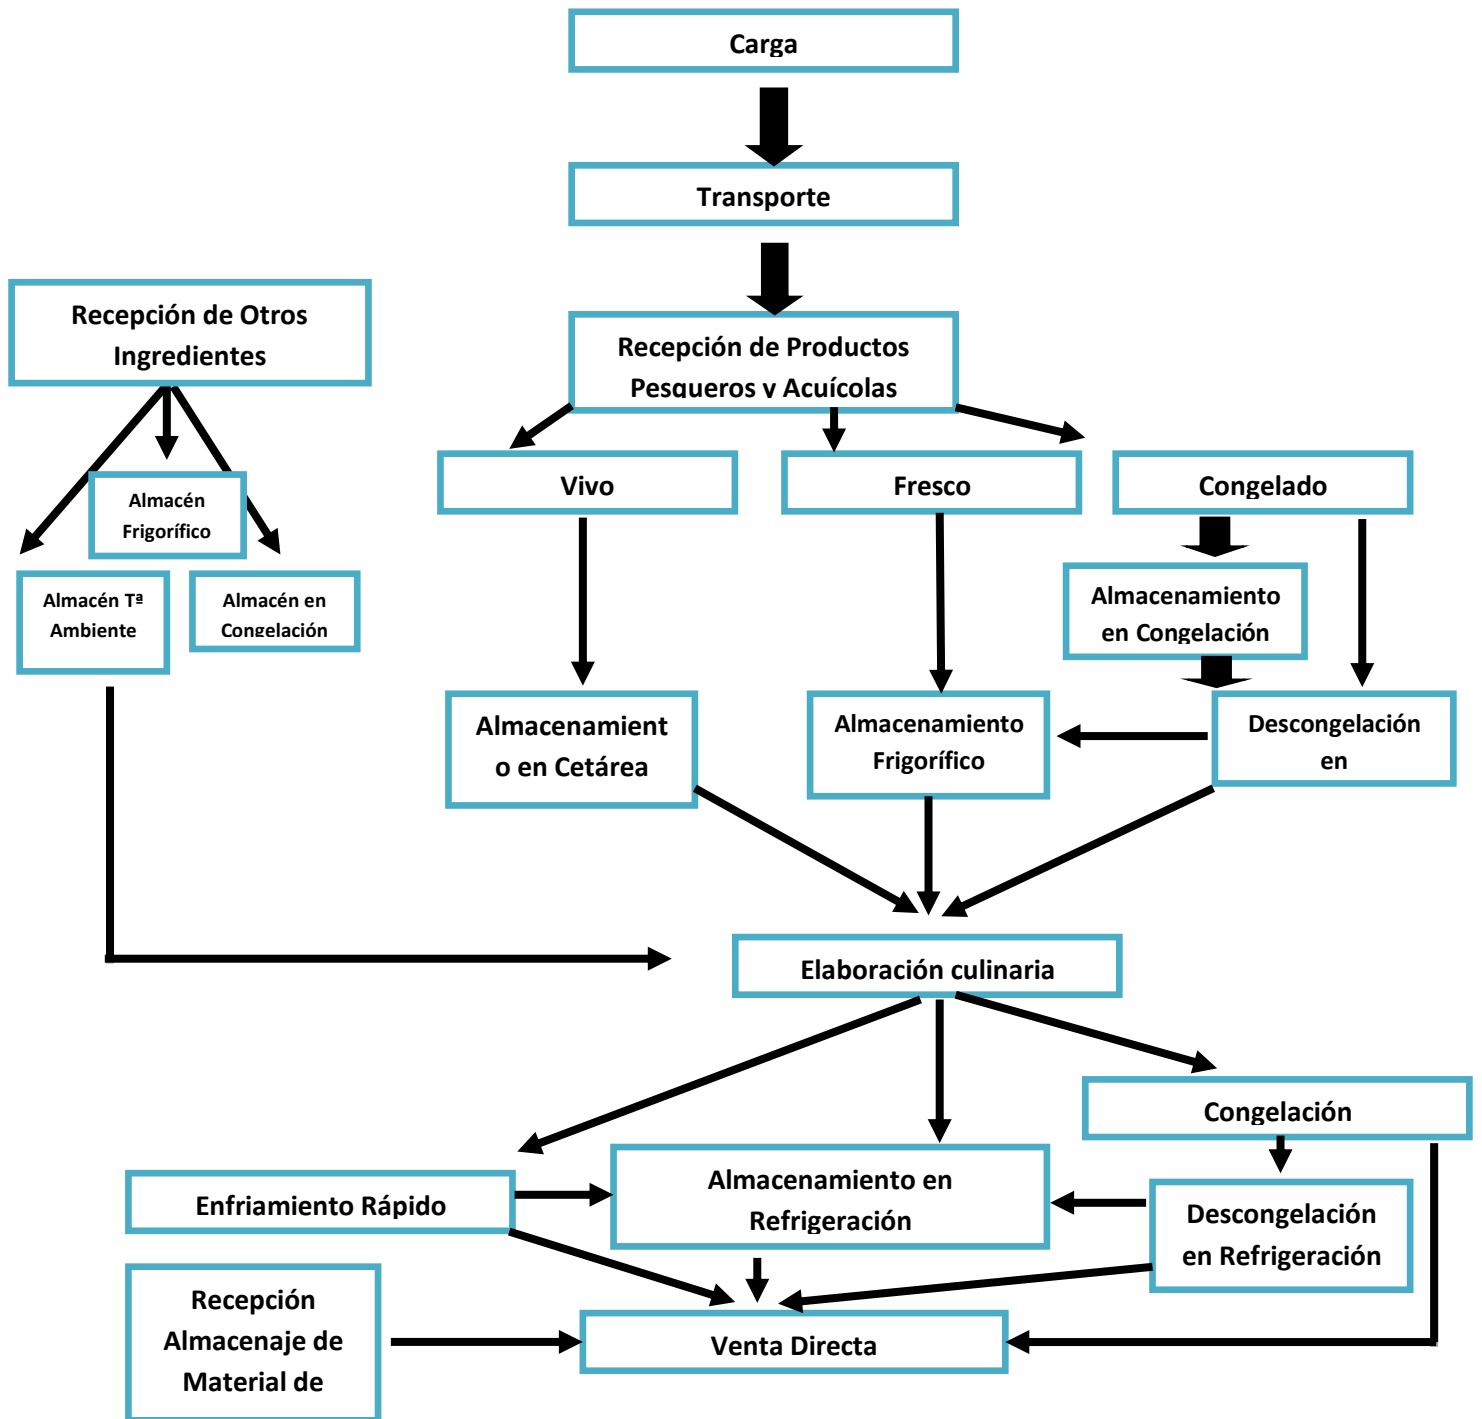 Carga
Transporte
Recepción de Otros
Ingredientes
Recepción de Productos
Pesqueros y Acuícolas
Almacén
Frigorífico
Vivo
Fresco
Congelado
Almacén Tª
Ambiente
Almacén en
Congelación
Almacenamiento
en Congelación
Almacenamient
o en Cetárea
Almacenamiento
Frigorífico
Descongelación
en
Elaboración culinaria
Congelación
Enfriamiento Rápido
Almacenamiento en
Refrigeración
Descongelación
en Refrigeración
Recepción
Almacenaje de
Material de
Venta Directa